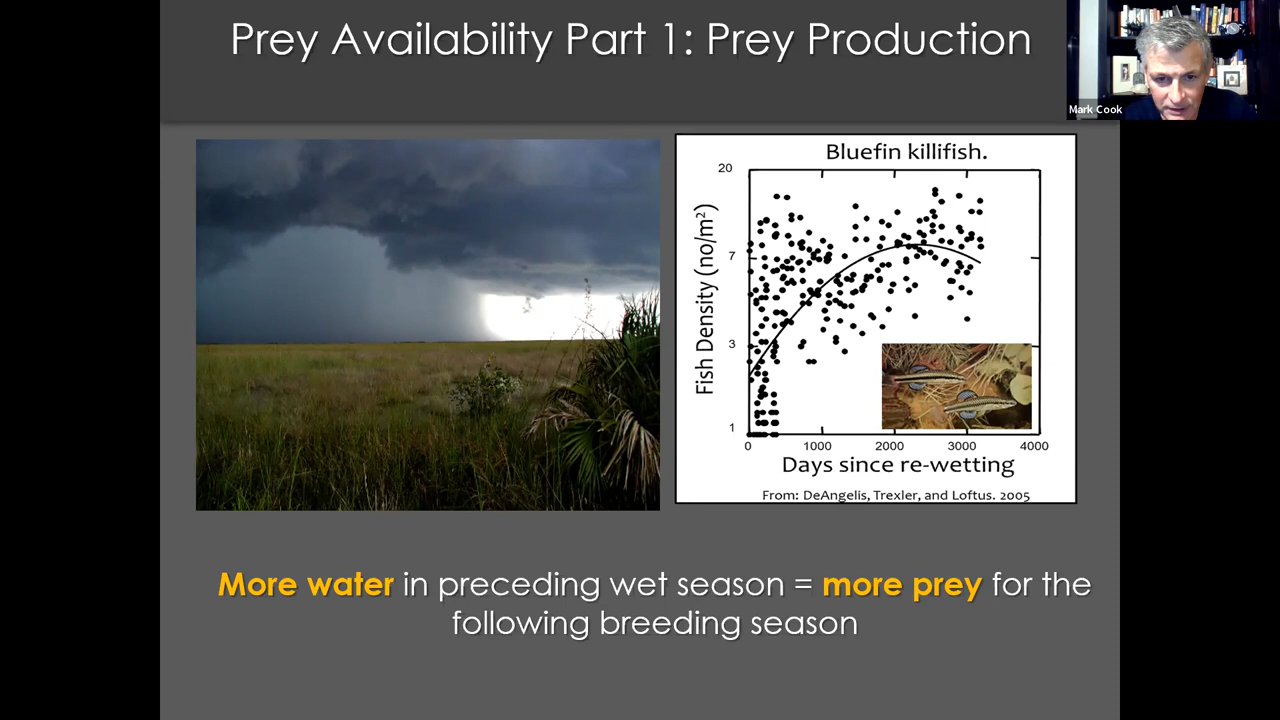 Prey Availability Part 1: Prey Production
Mark Cook
Bluefin killifish.
20
7
3
1
Fish Density (no/m²)
0 1000 2000 3000 4000
Days since re-wetting
From: DeAngelis, Trexler, and Loftus. 2005
More water in preceding wet season = more prey for the
following breeding season